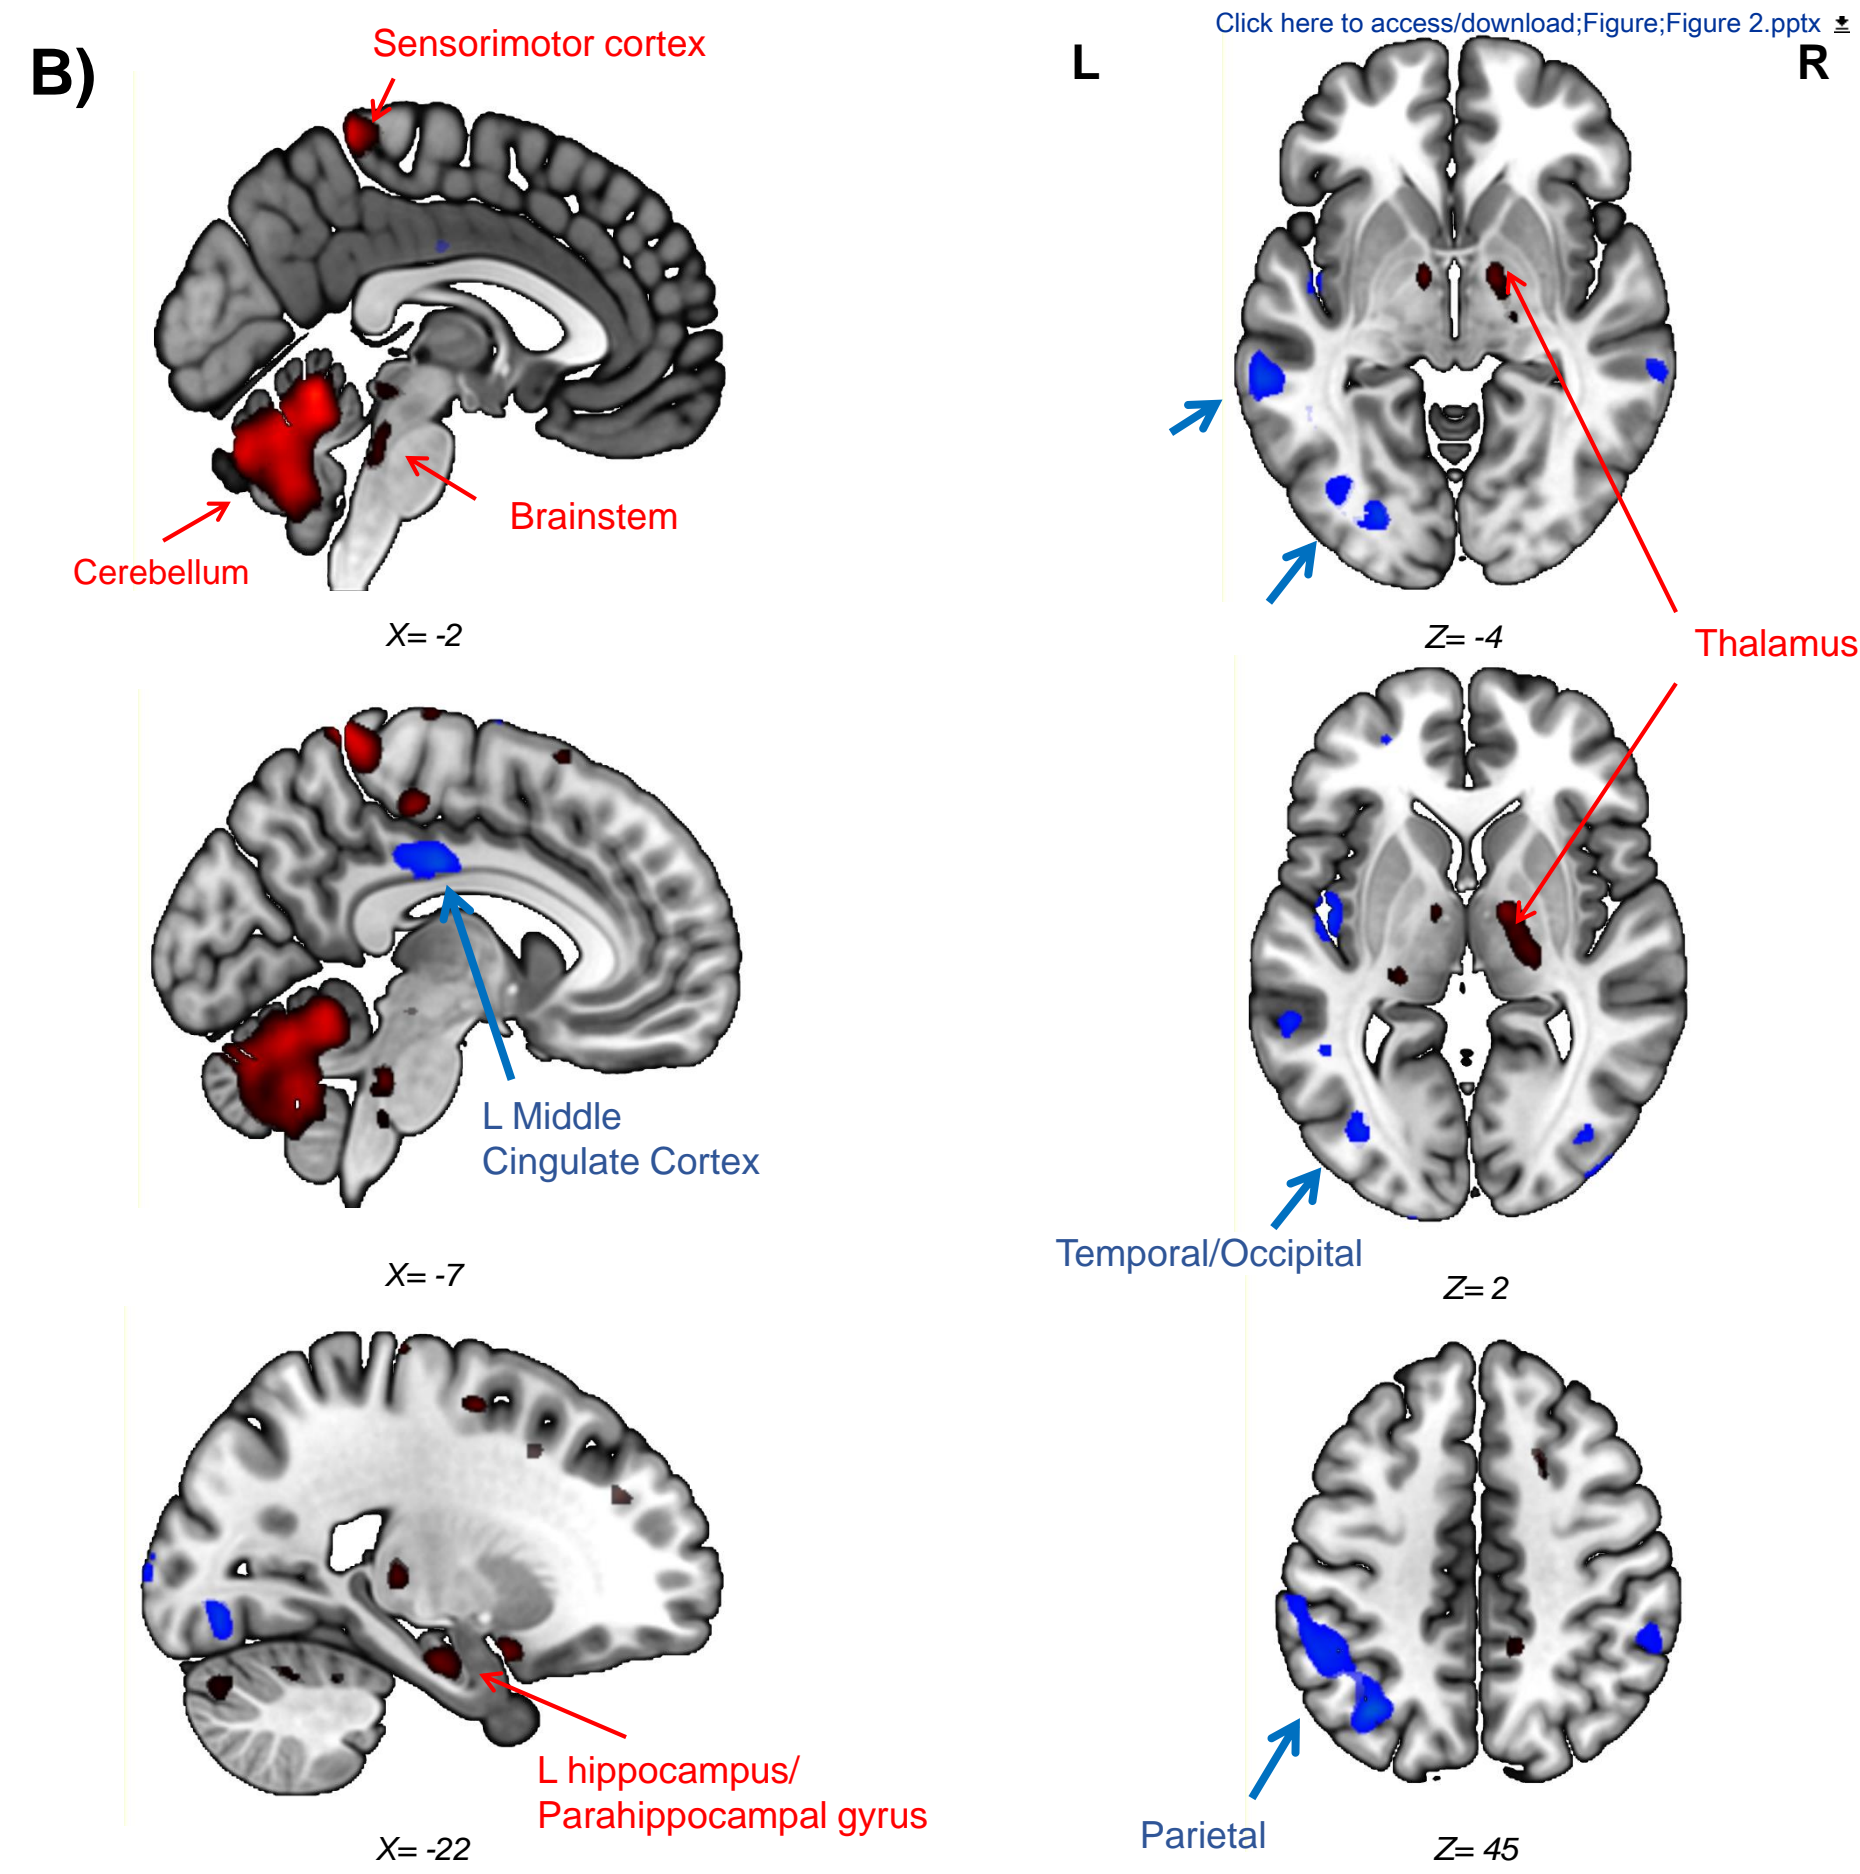 Click here to access/download;Figure;Figure 2.pptx
B)
Sensorimotor cortex
L
R
Brainstem
Cerebellum
X= -2
Z= -4
Thalamus
L Middle
Cingulate Cortex
Temporal/Occipital
X= -7
Z= 2
L hippocampus/
Parahippocampal gyrus
Parietal
X= -22
Z= 45